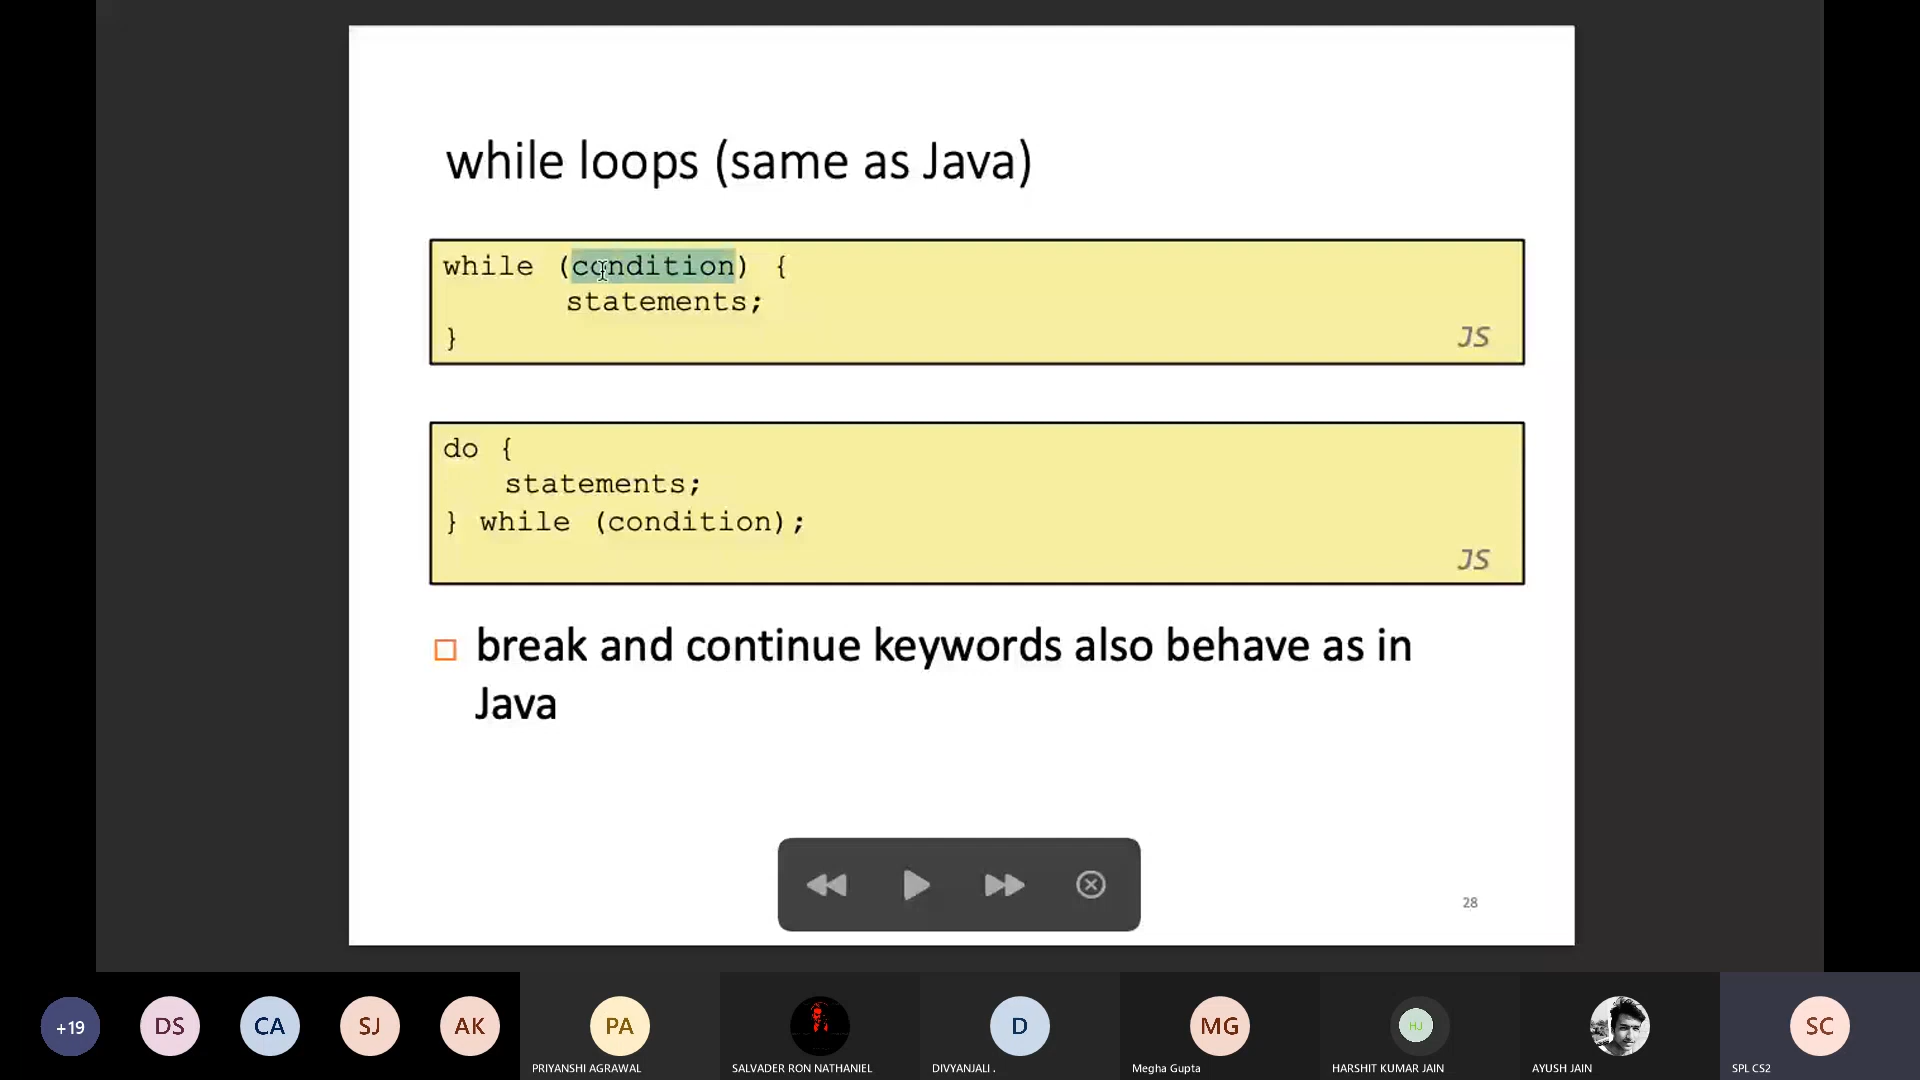 while loops (same as Java)
while (condition) {
statements;
}
JS
do {
statements;
} while (condition);
JS
break and continue keywords also behave as in
Java
28
+19
DS
CA
SJ
AK
PA
D
MG
HJ
SC
PRIYANSHI AGRAWAL
SALVADER RON NATHANIEL
DIVYANJALI .
Megha Gupta
HARSHIT KUMAR JAIN
AYUSH JAIN
SPL CS2